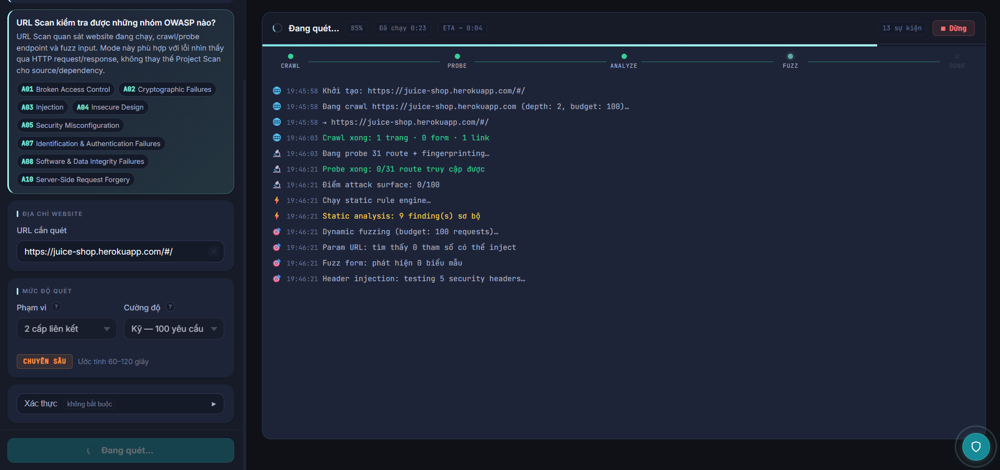 URL Scan kiểm tra được những nhóm OWASP nào?
URL Scan quan sát website đang chạy, crawl/probe
endpoint và fuzz input. Mode này phù hợp với lỗi nhìn thấy
qua HTTP request/response, không thay thế Project Scan
cho source/dependency.
A01 Broken Access Control
A02 Cryptographic Failures
A03 Injection
A04 Insecure Design
A05 Security Misconfiguration
A07 Identification & Authentication Failures
A08 Software & Data Integrity Failures
A10 Server-Side Request Forgery
ĐỊA CHỈ WEBSITE
URL cần quét
https://juice-shop.herokuapp.com/#/
MỨC ĐỘ QUÉT
Phạm vi ?
Cường độ ?
2 cấp liên kết
Kỹ — 100 yêu cầu
CHUYÊN SÂU Ước tính 60–120 giây
Xác thực không bắt buộc
Đang quét...
Đang quét... 85% Đã chạy 0:23 ETA ~ 0:04 13 sự kiện Dừng
CRAWL PROBE ANALYZE FUZZ DONE
19:45:58 Khởi tạo: https://juice-shop.herokuapp.com/#/
19:45:58 Đang crawl https://juice-shop.herokuapp.com (depth: 2, budget: 100)…
19:45:58 → https://juice-shop.herokuapp.com/#/
19:46:03 Crawl xong: 1 trang · 0 form · 1 link
19:46:03 Đang probe 31 route + fingerprinting…
19:46:21 Probe xong: 0/31 route truy cập được
19:46:21 Điểm attack surface: 0/100
19:46:21 Chạy static rule engine…
19:46:21 Static analysis: 9 finding(s) sơ bộ
19:46:21 Dynamic fuzzing (budget: 100 requests)…
19:46:21 Param URL: tìm thấy 0 tham số có thể inject
19:46:21 Fuzz form: phát hiện 0 biểu mẫu
19:46:21 Header injection: testing 5 security headers…